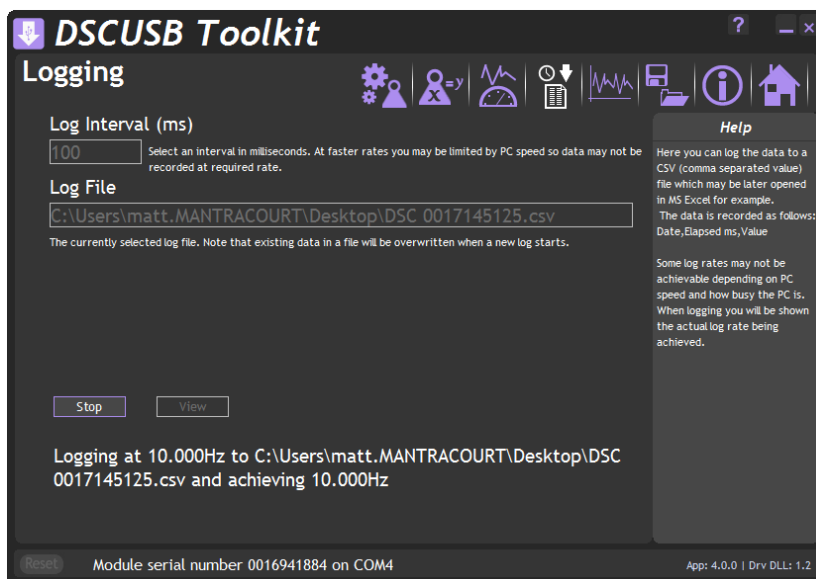 DSCUSB Toolkit
?
Logging
x
=y
Log Interval (ms)
100
Select an interval in miliseconds. At faster rates you may be limited by PC speed so data may not be
recorded at required rate.
Log File
C:\Users\matt.MANTRACOURT\Desktop\DSC 0017145125.csv
The currently selected log file. Note that existing data in a file will be overwritten when a new log starts.
Stop
View
Logging at 10.000Hz to C:\Users\matt.MANTRACOURT\Desktop\DSC
0017145125.csv and achieving 10.000Hz
Help
Here you can log the data to a
CSV (comma separated value)
file which may be later opened
in MS Excel for example.
The data is recorded as follows:
Date,Elapsed ms,Value
Some log rates may not be
achievable depending on PC
speed and how busy the PC is.
When logging you will be shown
the actual log rate being
achieved.
Reset
Module serial number 0016941884 on COM4
App: 4.0.0 | Drv DLL: 1.2